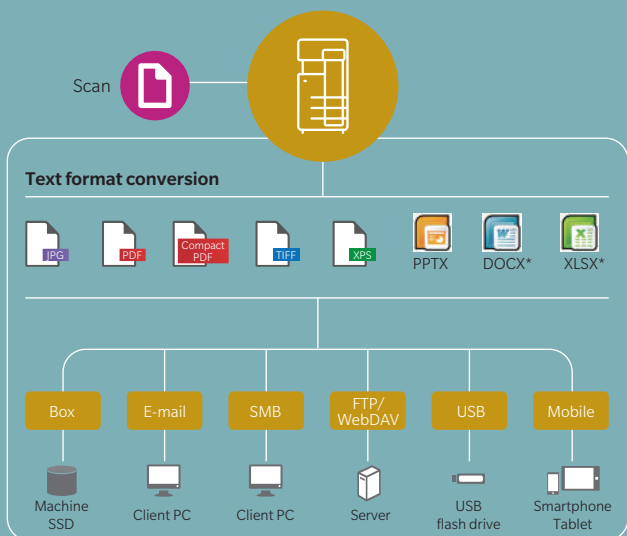 Scan
Text format conversion
JPG
PDF
Compact
PDF
TIFF
XPS
PPTX
DOCX*
XLSX*
Box
E-mail
SMB
FTP/
WebDAV
USB
Mobile
Machine
SSD
Client PC
Client PC
Server
USB
flash drive
Smartphone
Tablet